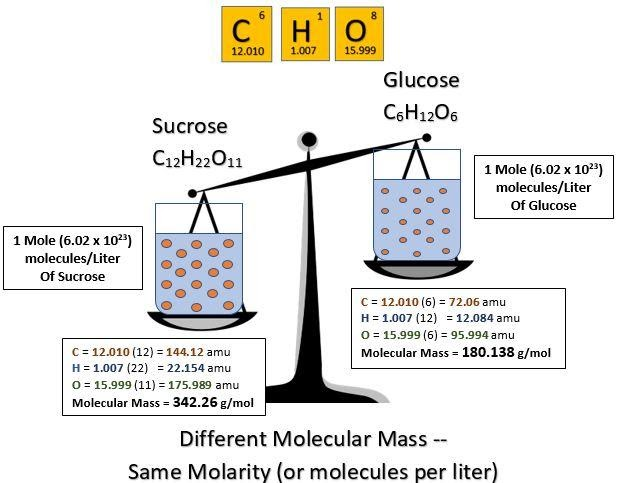 6 1 8
C H O
12.010 1.007 15.999
Glucose
C₆H₁₂O₆
Sucrose
C₁₂H₂₂O₁₁
1 Mole (6.02 x 10²³)
molecules/Liter
Of Glucose
1 Mole (6.02 x 10²³)
molecules/Liter
Of Sucrose
C = 12.010 (6) = 72.06 amu
H = 1.007 (12) = 12.084 amu
O = 15.999 (6) = 95.994 amu
Molecular Mass = 180.138 g/mol
C = 12.010 (12) = 144.12 amu
H = 1.007 (22) = 22.154 amu
O = 15.999 (11) = 175.989 amu
Molecular Mass = 342.26 g/mol
Different Molecular Mass --
Same Molarity (or molecules per liter)